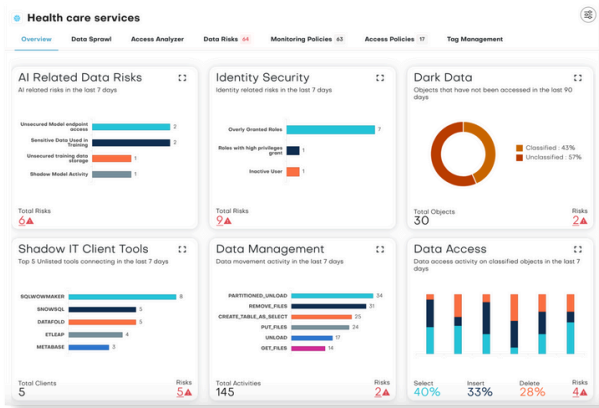 Health care services
Overview Data Sprawl Access Analyzer Data Risks 64 Monitoring Policies 63 Access Policies 17 Tag Management
AI Related Data Risks
AI related risks in the last 7 days
Unsecured Model endpoint
access
2
Sensitive Data Used in
Training
2
Unsecured training data
storage
1
Shadow Model Activity
1
Total Risks
6
Identity Security
Identity related risks in the last 7 days
Overly Granted Roles
7
Roles with high privileges
grant
1
Inactive User
1
Total Risks
9
Dark Data
Objects that have not been accessed in the last 90
days
Classified : 43%
Unclassified : 57%
Total Objects
30
Risks
2
Shadow IT Client Tools
Top 5 Unlisted tools connecting in the last 7 days
SQLWOWMAKER 8
SNOWSQL 5
DATAFOLD 5
ETLEAP 4
METABASE 3
Total Clients
5
Risks
5
Data Management
Data movement activity in the last 7 days
PARTITIONED_UNLOAD 34
REMOVE_FILES 31
CREATE_TABLE_AS_SELECT 25
PUT_FILES 24
UNLOAD 17
GET_FILES 14
Total Activities
145
Risks
2
Data Access
Data access activity on classified objects in the last 7
days
Select
40%
Insert
33%
Delete
28%
Risks
4